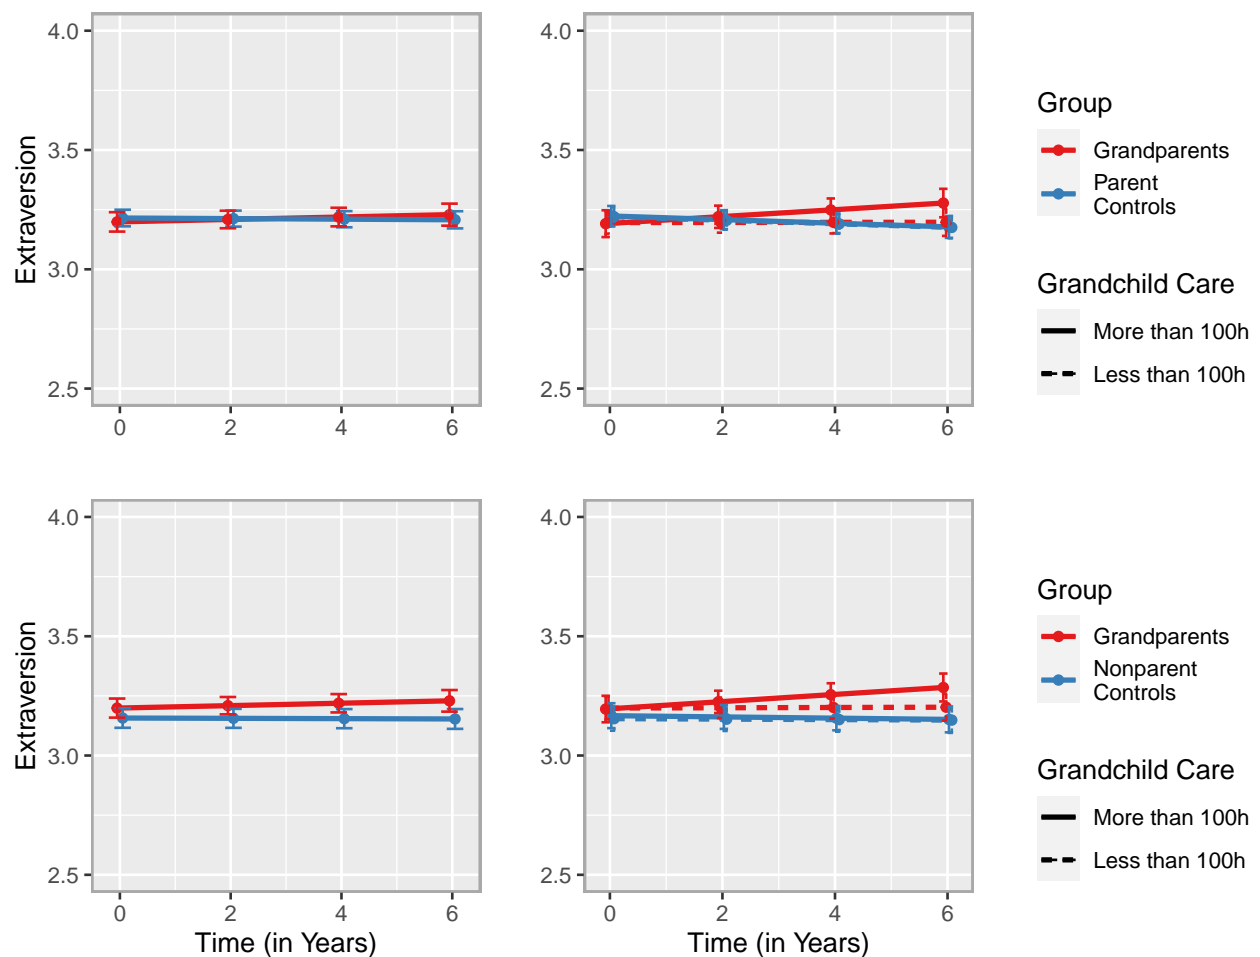 4.0
3.5
3.0
2.5
Extraversion
0 2 4 6
4.0
3.5
3.0
2.5
0 2 4 6
Group
Grandparents
Parent
Controls
Grandchild Care
More than 100h
Less than 100h
4.0
3.5
3.0
2.5
Extraversion
0 2 4 6
Time (in Years)
4.0
3.5
3.0
2.5
0 2 4 6
Time (in Years)
Group
Grandparents
Nonparent
Controls
Grandchild Care
More than 100h
Less than 100h